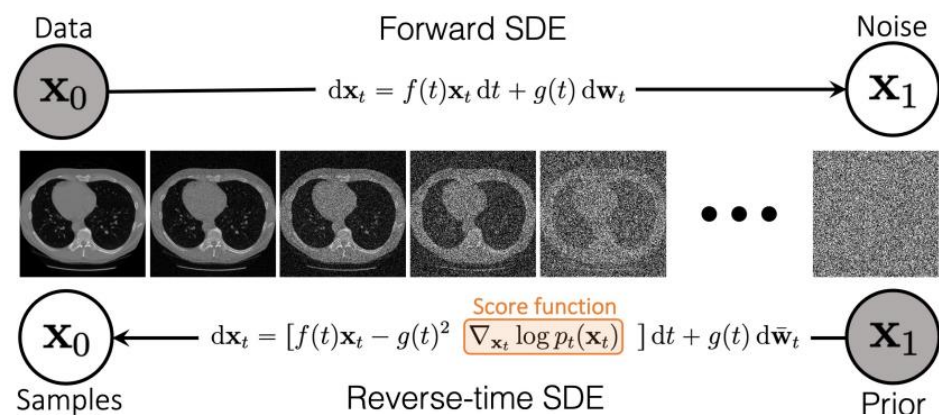 Data Forward SDE Noise
𝐱₀ d𝐱ₜ = f(t)𝐱ₜ dt + g(t) d𝐰ₜ 𝐱₁
Score function
𝐱₀ d𝐱ₜ = [f(t)𝐱ₜ − g(t)² ∇𝐱ₜ log pₜ(𝐱ₜ) ] dt + g(t) d𝐰̄ₜ 𝐱₁
Samples Reverse-time SDE Prior